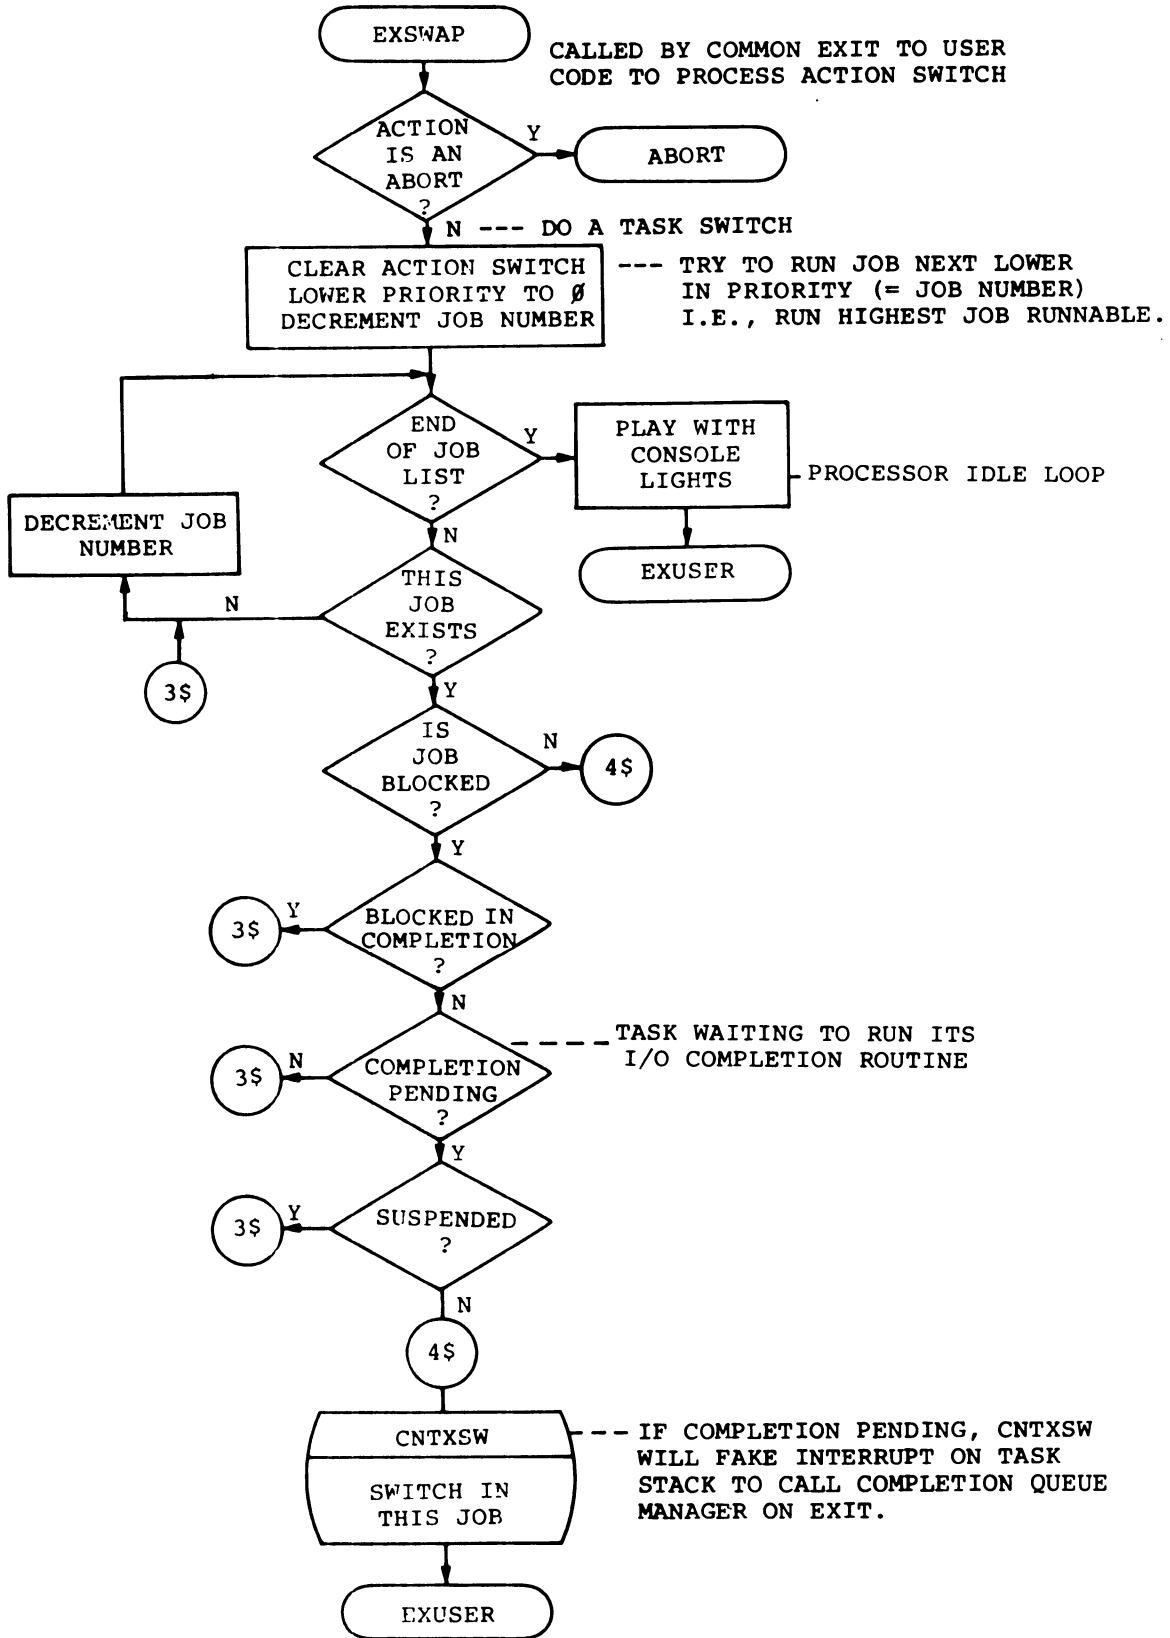 EXSWAP
CALLED BY COMMON EXIT TO USER
CODE TO PROCESS ACTION SWITCH
ACTION
IS AN
ABORT
?
Y
ABORT
N --- DO A TASK SWITCH
CLEAR ACTION SWITCH
LOWER PRIORITY TO Ø
DECREMENT JOB NUMBER
--- TRY TO RUN JOB NEXT LOWER
IN PRIORITY (= JOB NUMBER)
I.E., RUN HIGHEST JOB RUNNABLE.
END
OF JOB
LIST
?
Y
PLAY WITH
CONSOLE
LIGHTS
PROCESSOR IDLE LOOP
EXUSER
N
DECREMENT JOB
NUMBER
THIS
JOB
EXISTS
?
N
3$
Y
IS
JOB
BLOCKED
?
N
4$
Y
BLOCKED IN
COMPLETION
?
Y
3$
N
COMPLETION
PENDING
?
---- TASK WAITING TO RUN ITS
I/O COMPLETION ROUTINE
N
3$
Y
SUSPENDED
?
Y
3$
N
4$
CNTXSW
SWITCH IN
THIS JOB
--- IF COMPLETION PENDING, CNTXSW
WILL FAKE INTERRUPT ON TASK
STACK TO CALL COMPLETION QUEUE
MANAGER ON EXIT.
EXUSER